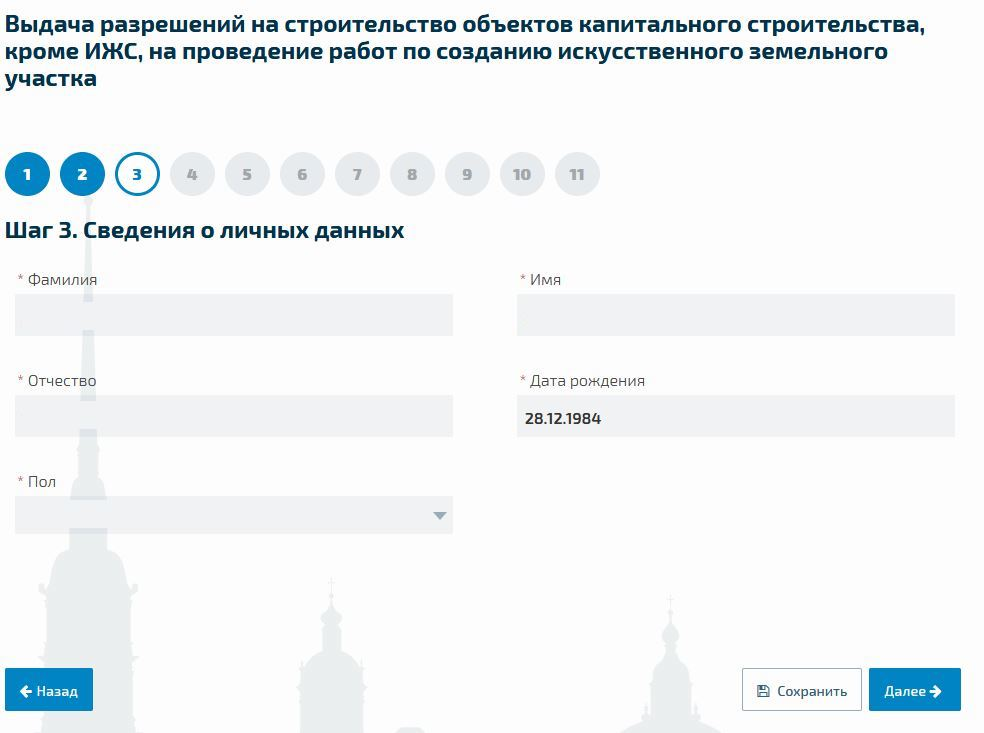 Выдача разрешений на строительство объектов капитального строительства,
кроме ИЖС, на проведение работ по созданию искусственного земельного
участка
1 2 3 4 5 6 7 8 9 10 11
Шаг 3. Сведения о личных данных
* Фамилия
* Имя
* Отчество
* Дата рождения
28.12.1984
* Пол
Назад
Сохранить
Далее